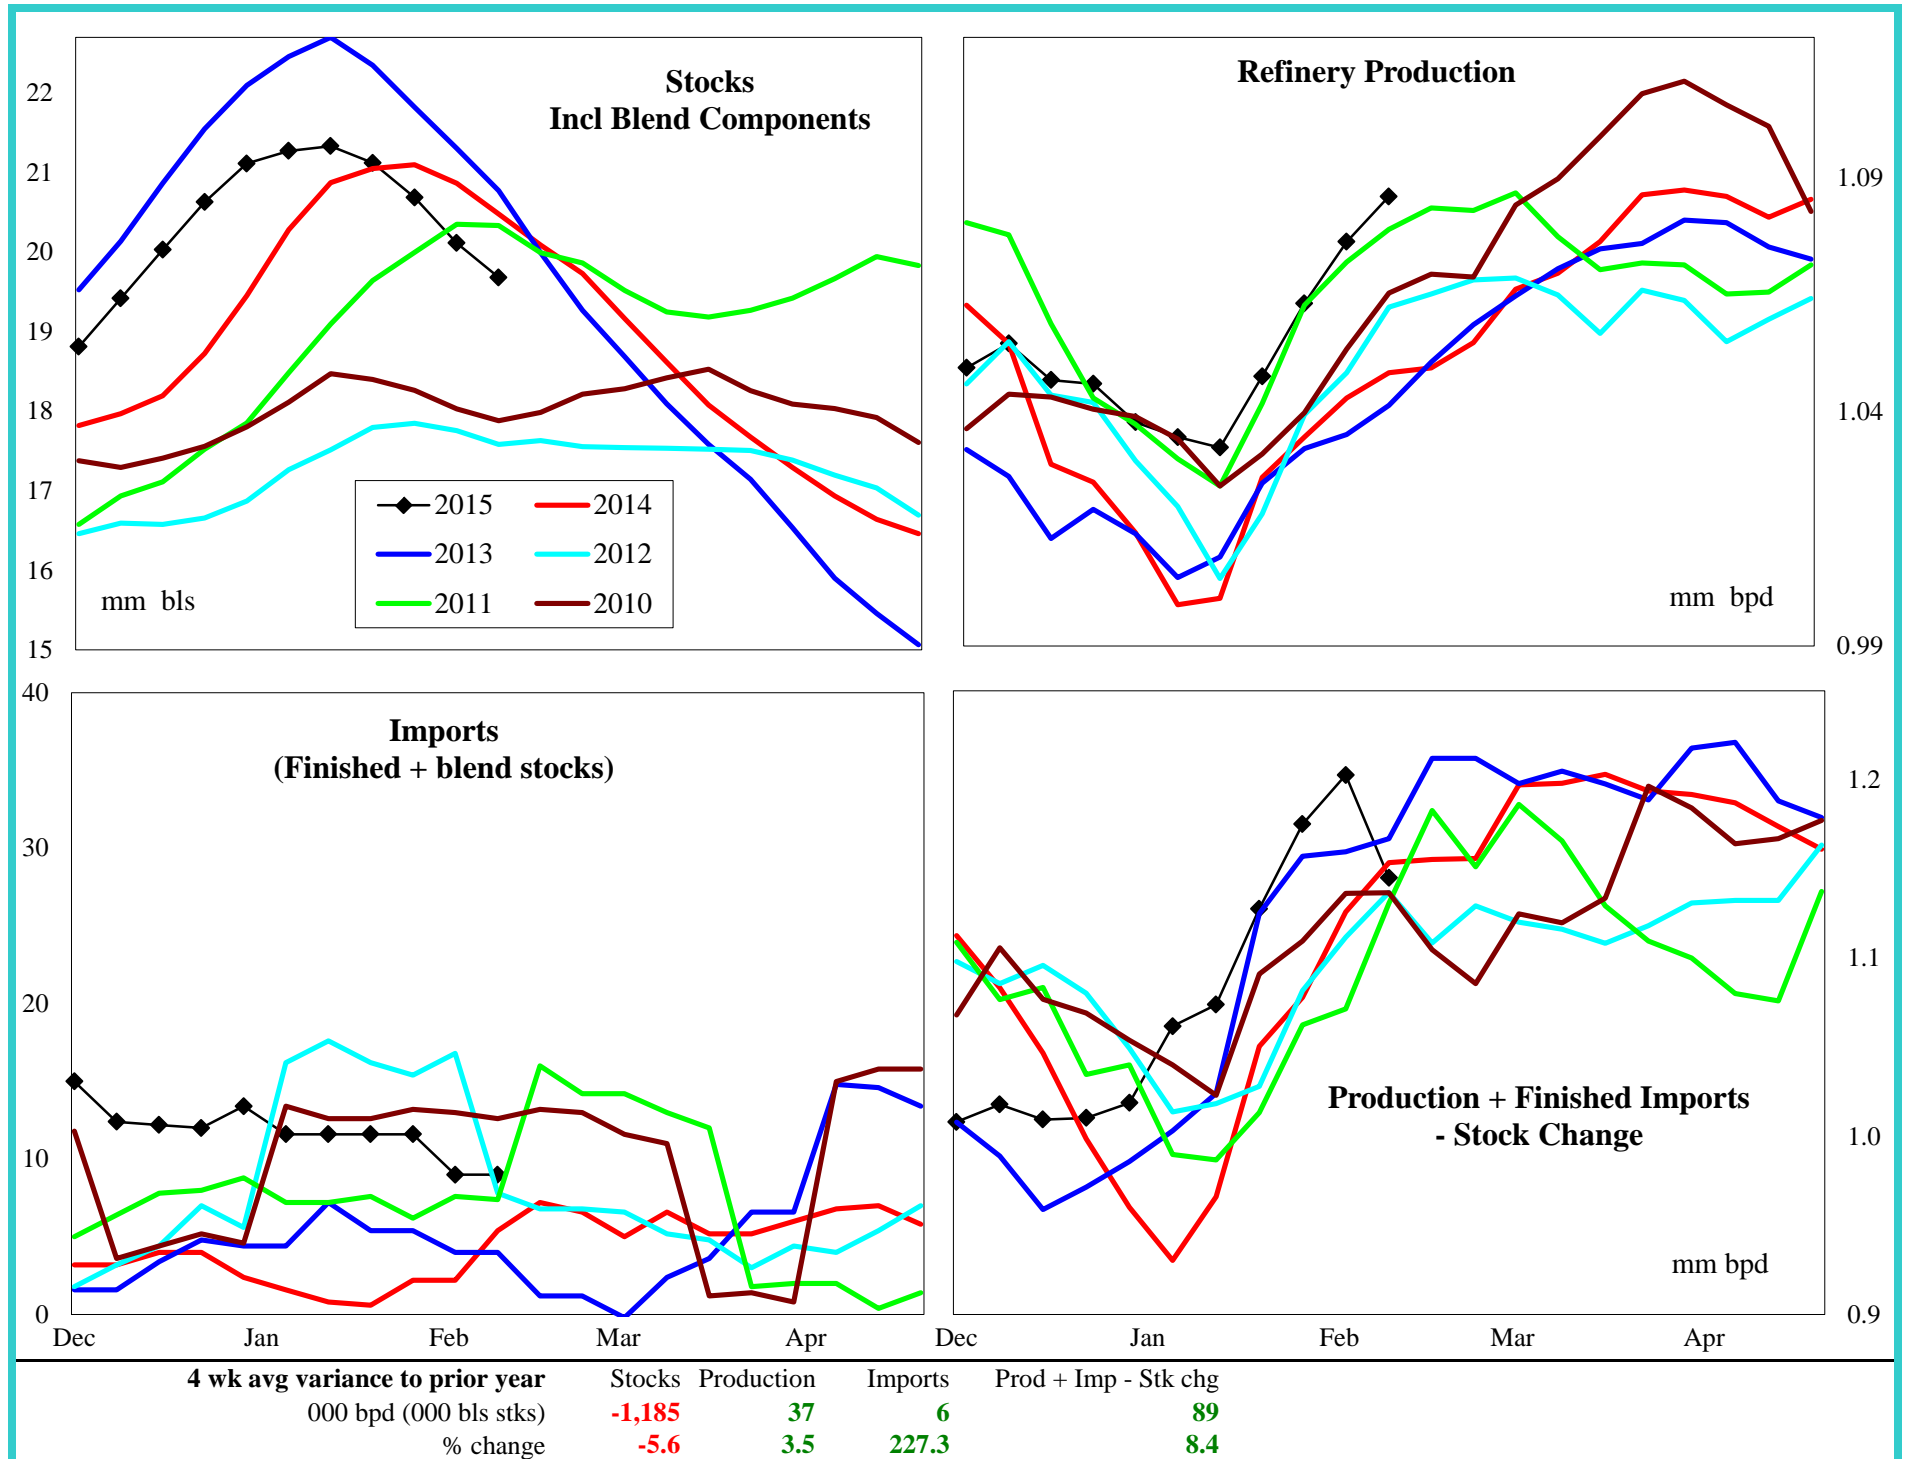 Stocks
Incl Blend Components
22
21
20
19
18
17
16
15
mm bls
2015 2014
2013 2012
2011 2010
Refinery Production
1.09
1.04
0.99
mm bpd
Imports
(Finished + blend stocks)
40
30
20
10
0
Dec Jan Feb Mar Apr
Production + Finished Imports
- Stock Change
1.2
1.1
1.0
0.9
mm bpd
Dec Jan Feb Mar Apr
4 wk avg variance to prior year Stocks Production Imports Prod + Imp - Stk chg
000 bpd (000 bls stks) -1,185 37 6 89
% change -5.6 3.5 227.3 8.4